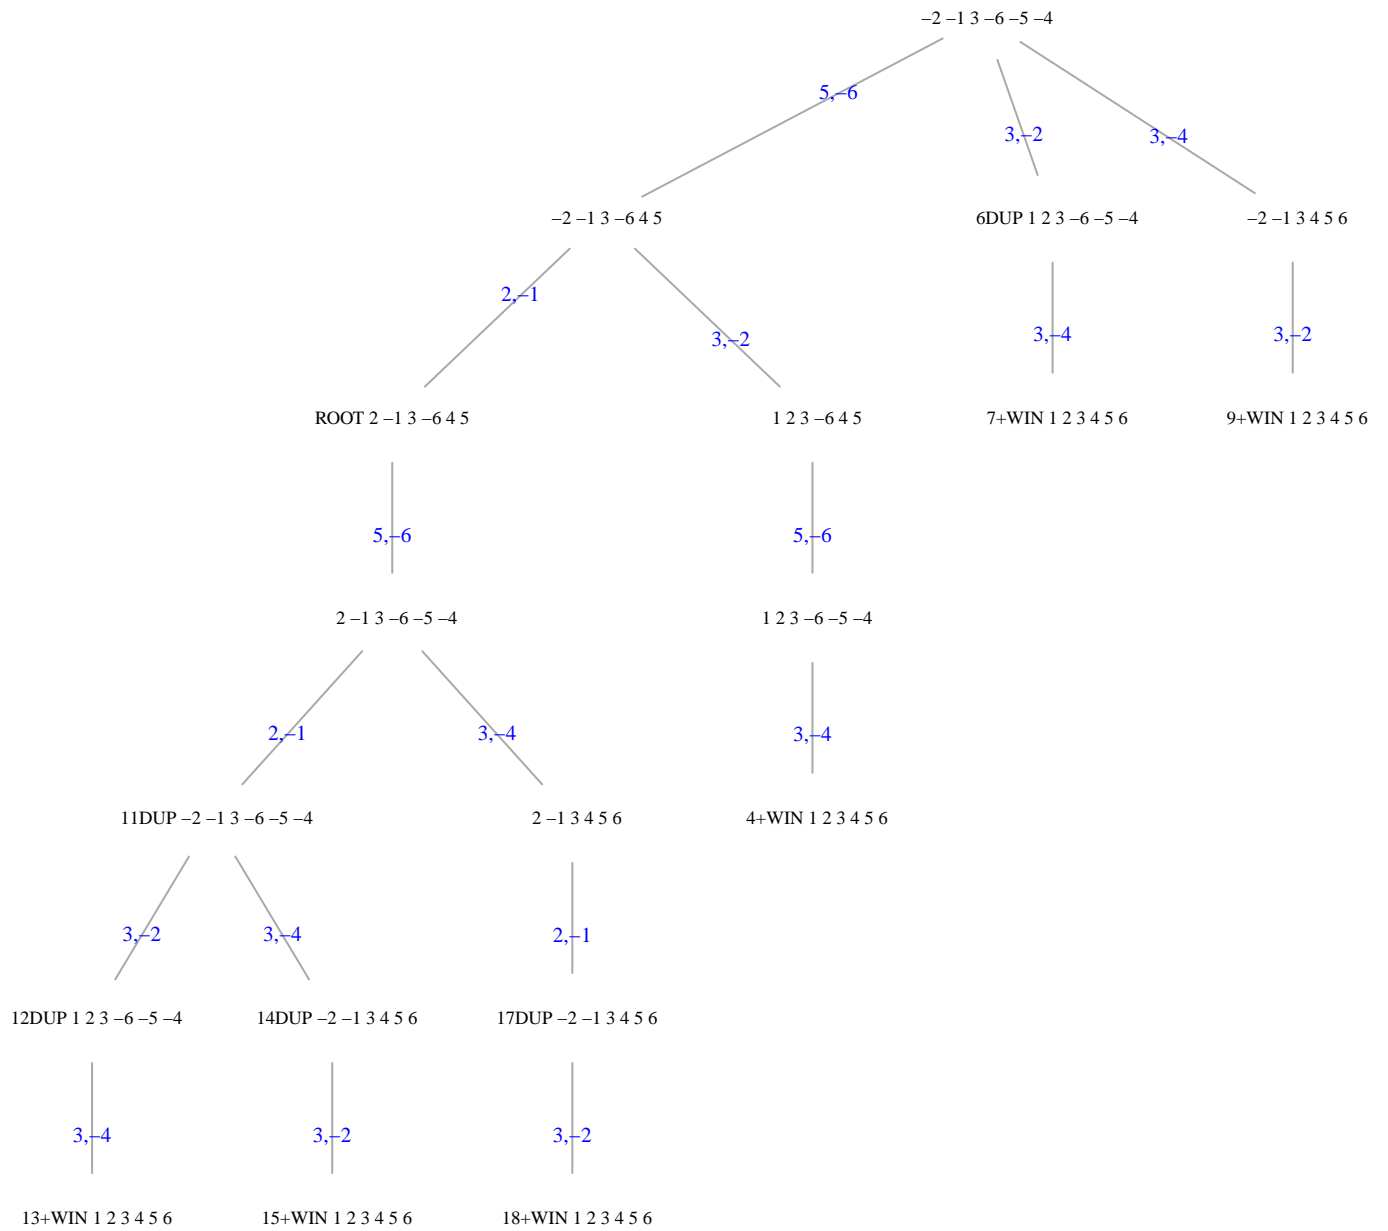 –2 –1 3 –6 –5 –4
5,–6
3,–2
3,–4
–2 –1 3 –6 4 5
6DUP 1 2 3 –6 –5 –4
–2 –1 3 4 5 6
2,–1
3,–2
3,–4
3,–2
ROOT 2 –1 3 –6 4 5
1 2 3 –6 4 5
7+WIN 1 2 3 4 5 6
9+WIN 1 2 3 4 5 6
5,–6
5,–6
2 –1 3 –6 –5 –4
1 2 3 –6 –5 –4
2,–1
3,–4
3,–4
11DUP –2 –1 3 –6 –5 –4
2 –1 3 4 5 6
4+WIN 1 2 3 4 5 6
3,–2
3,–4
2,–1
12DUP 1 2 3 –6 –5 –4
14DUP –2 –1 3 4 5 6
17DUP –2 –1 3 4 5 6
3,–4
3,–2
3,–2
13+WIN 1 2 3 4 5 6
15+WIN 1 2 3 4 5 6
18+WIN 1 2 3 4 5 6